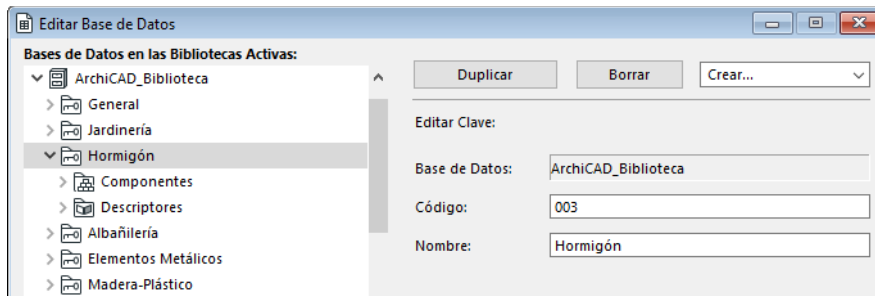 Editar Base de Datos
Bases de Datos en las Bibliotecas Activas:
ArchiCAD_Biblioteca
General
Jardinería
Hormigón
Componentes
Descriptores
Albañilería
Elementos Metálicos
Madera-Plástico
Duplicar Borrar Crear...
Editar Clave:
Base de Datos: ArchiCAD_Biblioteca
Código: 003
Nombre: Hormigón